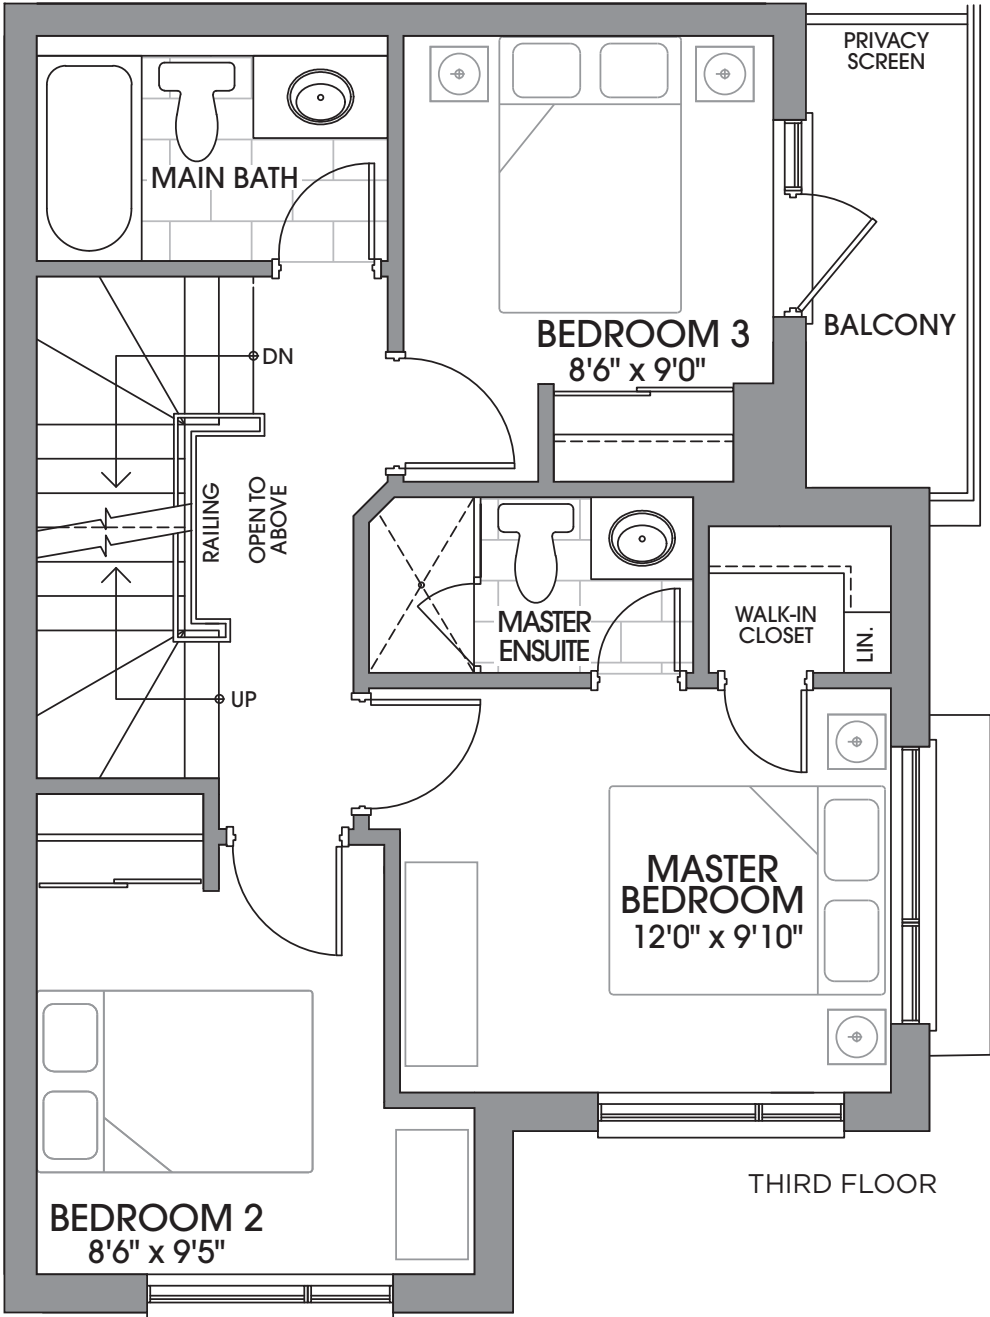 PRIVACY
SCREEN
MAIN BATH
BEDROOM 3
8'6" x 9'0"
BALCONY
DN
RAILING
OPEN TO
ABOVE
MASTER
ENSUITE
WALK-IN
CLOSET
LIN.
UP
MASTER
BEDROOM
12'0" x 9'10"
THIRD FLOOR
BEDROOM 2
8'6" x 9'5"